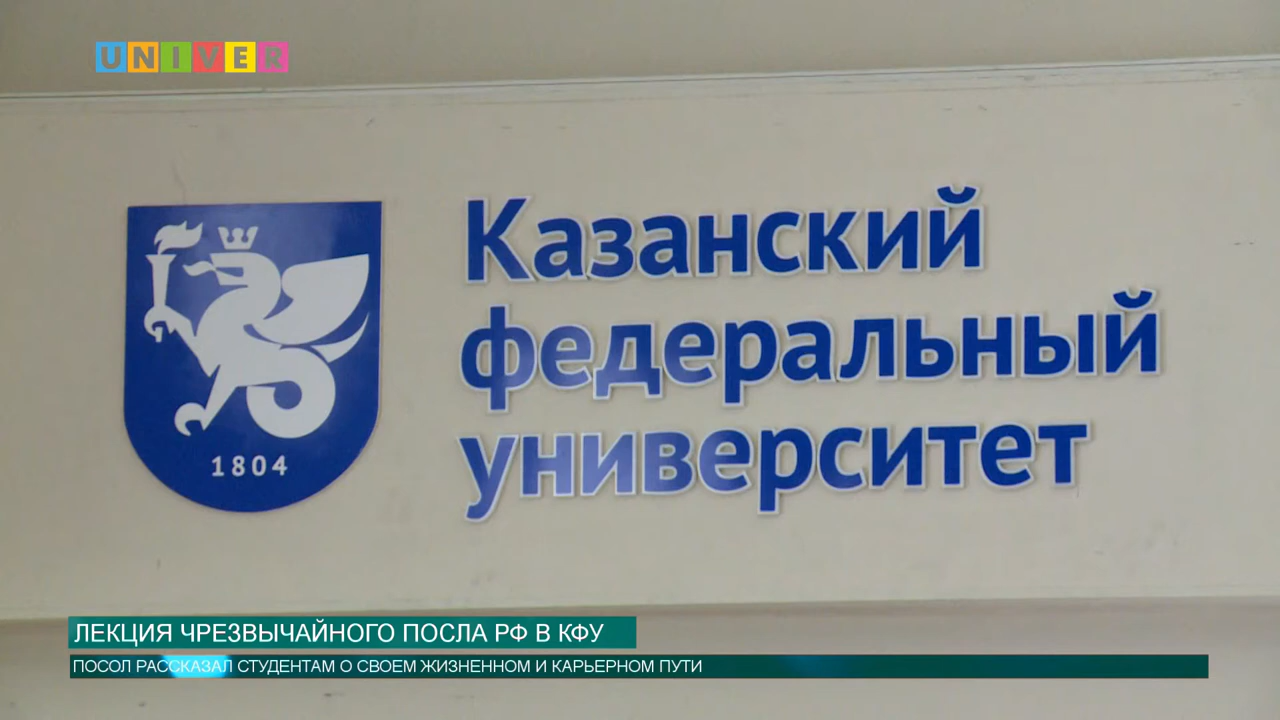 UNIVER
Казанский
федеральный
университет
1804
ЛЕКЦИЯ ЧРЕЗВЫЧАЙНОГО ПОСЛА РФ В КФУ
ПОСОЛ РАССКАЗАЛ СТУДЕНТАМ О СВОЕМ ЖИЗНЕННОМ И КАРЬЕРНОМ ПУТИ